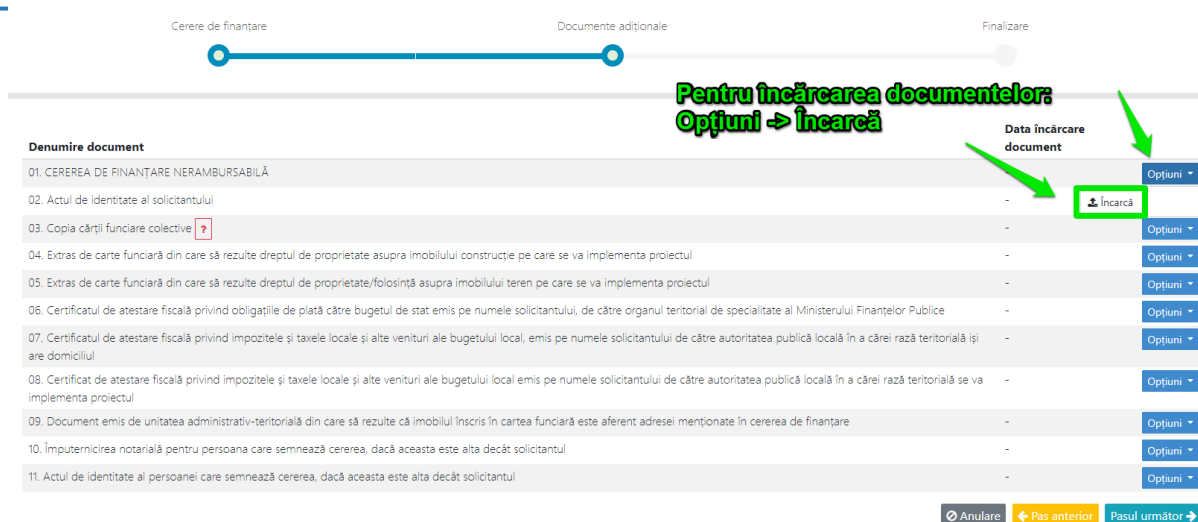 Cerere de finanțare
Documente adiționale
Finalizare
Pentru încărcarea documentelor:
Opțiuni -> Încarcă
Denumire document
Data încărcare
document
01. CEREREA DE FINANȚARE NERAMBURSABILĂ
-
Opțiuni
02. Actul de identitate al solicitantului
-
Încarcă
03. Copia cărții funciare colective ?
-
Opțiuni
04. Extras de carte funciară din care să rezulte dreptul de proprietate asupra imobilului construcție pe care se va implementa proiectul
-
Opțiuni
05. Extras de carte funciară din care să rezulte dreptul de proprietate/folosință asupra imobilului teren pe care se va implementa proiectul
-
Opțiuni
06. Certificatul de atestare fiscală privind obligațiile de plată către bugetul de stat emis pe numele solicitantului, de către organul teritorial de specialitate al Ministerului Finanțelor Publice
-
Opțiuni
07. Certificatul de atestare fiscală privind impozitele și taxele locale și alte venituri ale bugetului local, emis pe numele solicitantului de către autoritatea publică locală în a cărei rază teritorială își
are domiciliul
-
Opțiuni
08. Certificat de atestare fiscală privind impozitele și taxele locale și alte venituri ale bugetului local emis pe numele solicitantului de către autoritatea publică locală în a cărei rază teritorială se va
implementa proiectul
-
Opțiuni
09. Document emis de unitatea administrativ-teritorială din care să rezulte că imobilul înscris în cartea funciară este aferent adresei menționate în cererea de finanțare
-
Opțiuni
10. Împuternicirea notarială pentru persoana care semnează cererea, dacă aceasta este alta decât solicitantul
-
Opțiuni
11. Actul de identitate al persoanei care semnează cererea, dacă aceasta este alta decât solicitantul
-
Opțiuni
Anulare
Pas anterior
Pasul următor